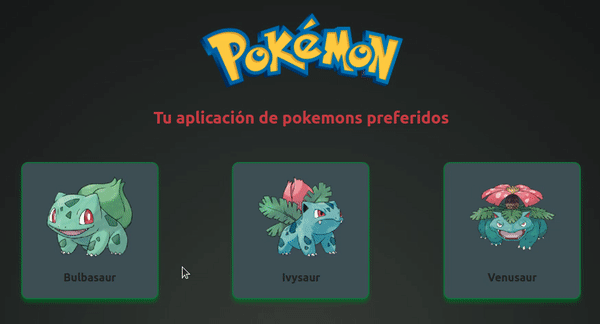 POKéMON
Tu aplicación de pokemons preferidos
Bulbasaur
Ivysaur
Venusaur